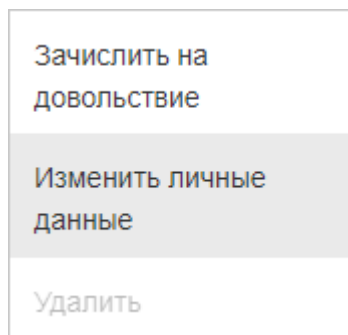 Зачислить на
довольствие
Изменить личные
данные
Удалить